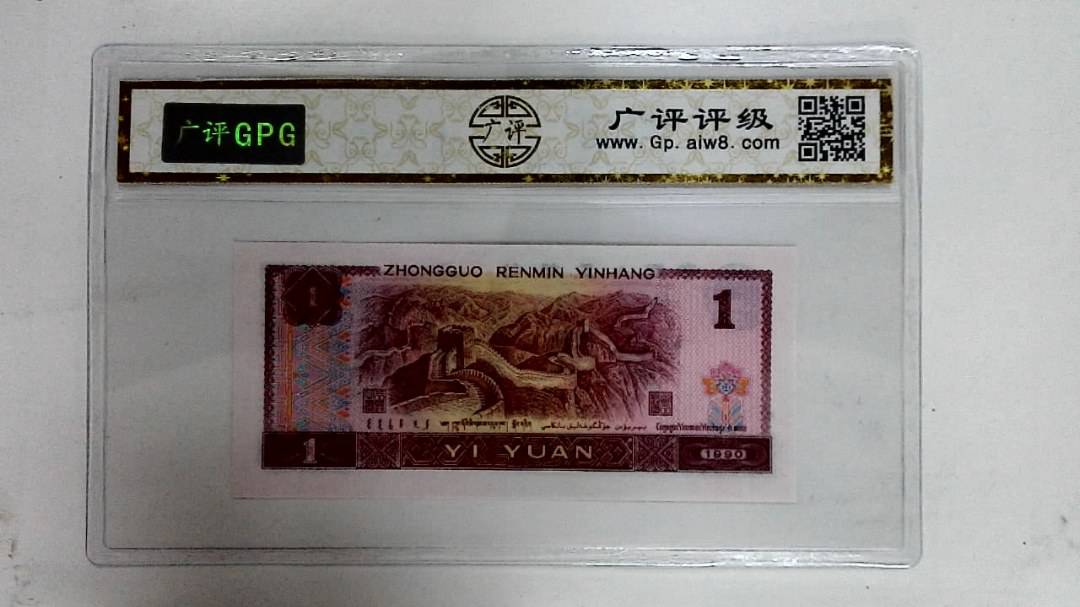 广评GPG
广评
广评评级
www. Gp. aiw8. com
ZHONGGUO RENMIN YINHANG
1
1
1
YI YUAN
1990